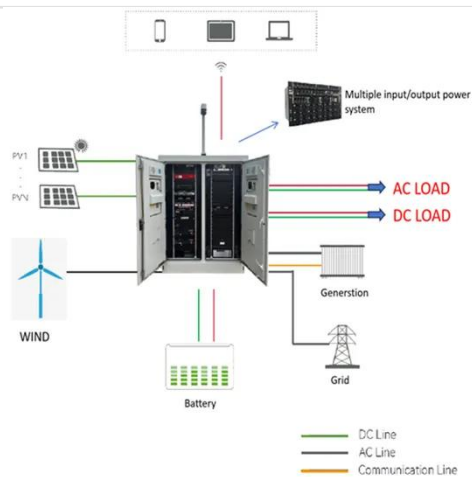 Multiple input/output power
system
PV1
PVN
AC LOAD
DC LOAD
WIND
Generstion
Grid
Battery
DC Line
AC Line
Communication Line